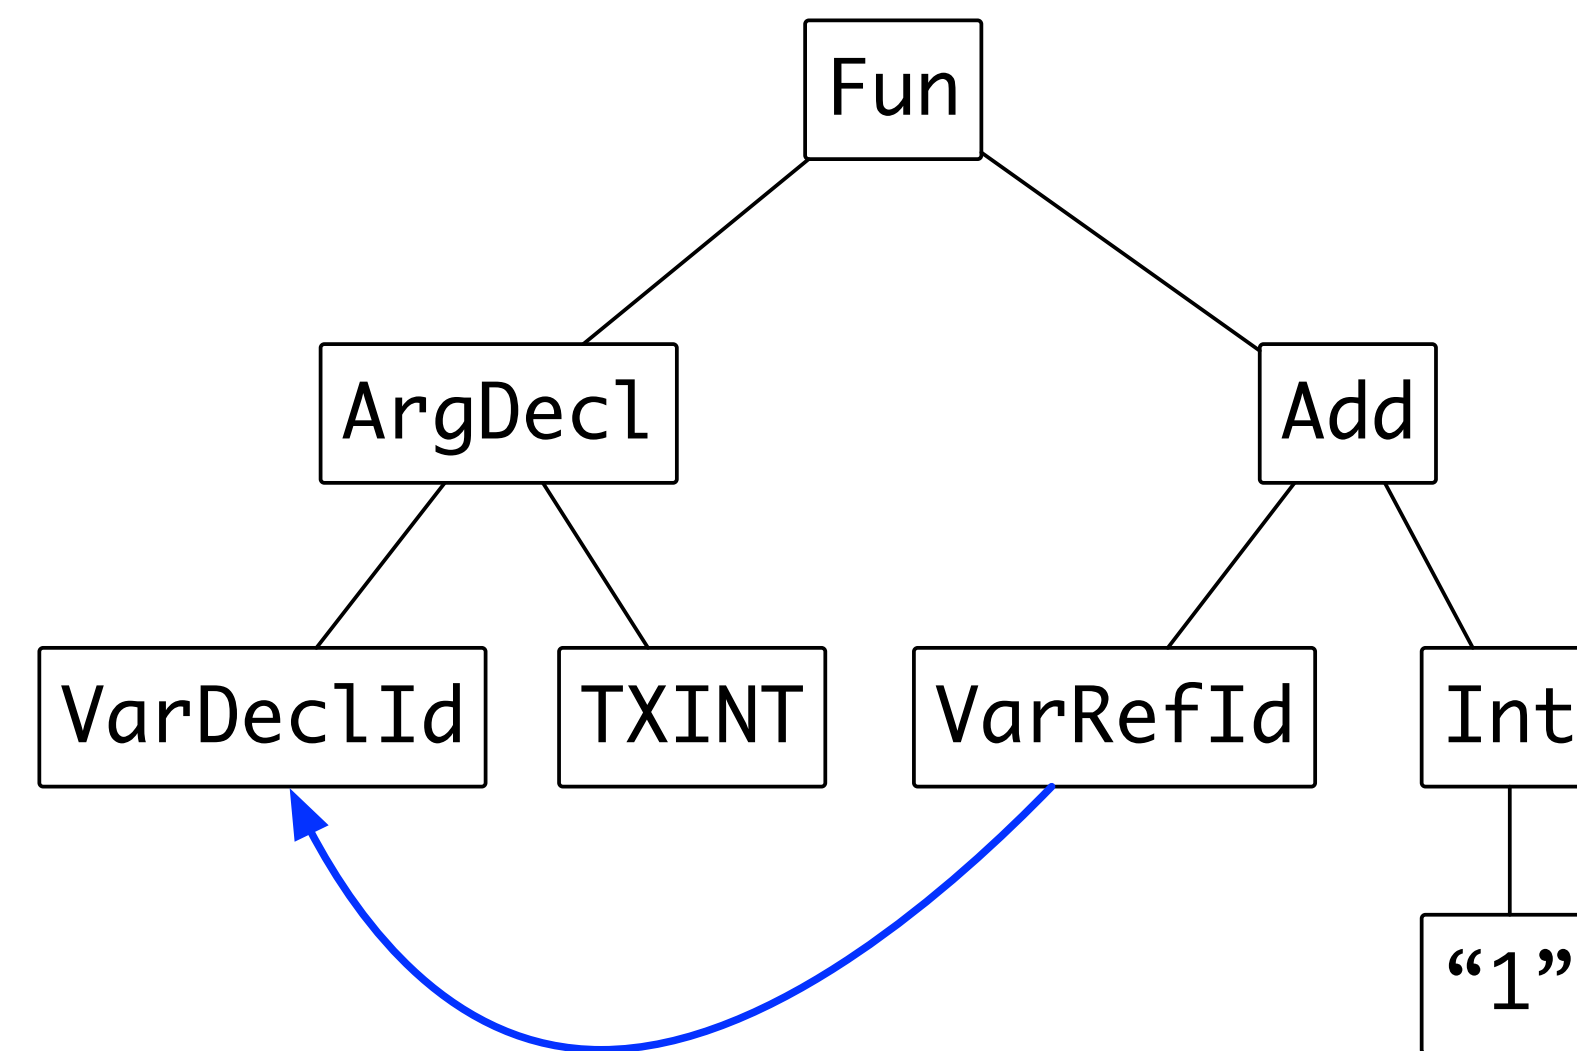 Fun
ArgDecl
Add
VarDeclId
TXINT
VarRefId
Int
“1”